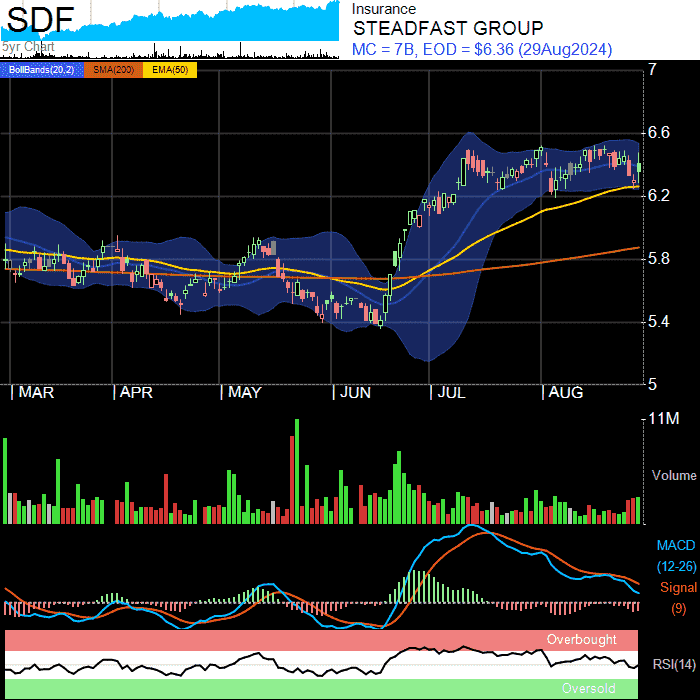 SDF
5yr Chart
Insurance
STEADFAST GROUP
MC = 7B, EOD = $6.36 (29Aug2024)
BollBands(20,2) SMA(200) EMA(50)
7
6.6
6.2
5.8
5.4
5
MAR APR MAY JUN JUL AUG
11M
Volume
MACD
(12-26)
Signal
(9)
Overbought
RSI(14)
Oversold